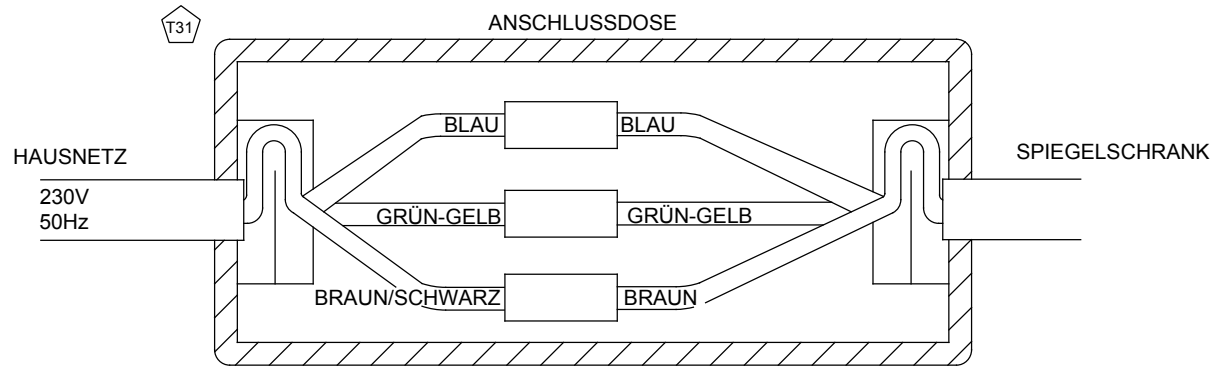 T31
ANSCHLUSSDOSE
HAUSNETZ
SPIEGELSCHRANK
230V
50Hz
BLAU BLAU
GRÜN-GELB GRÜN-GELB
BRAUN/SCHWARZ BRAUN